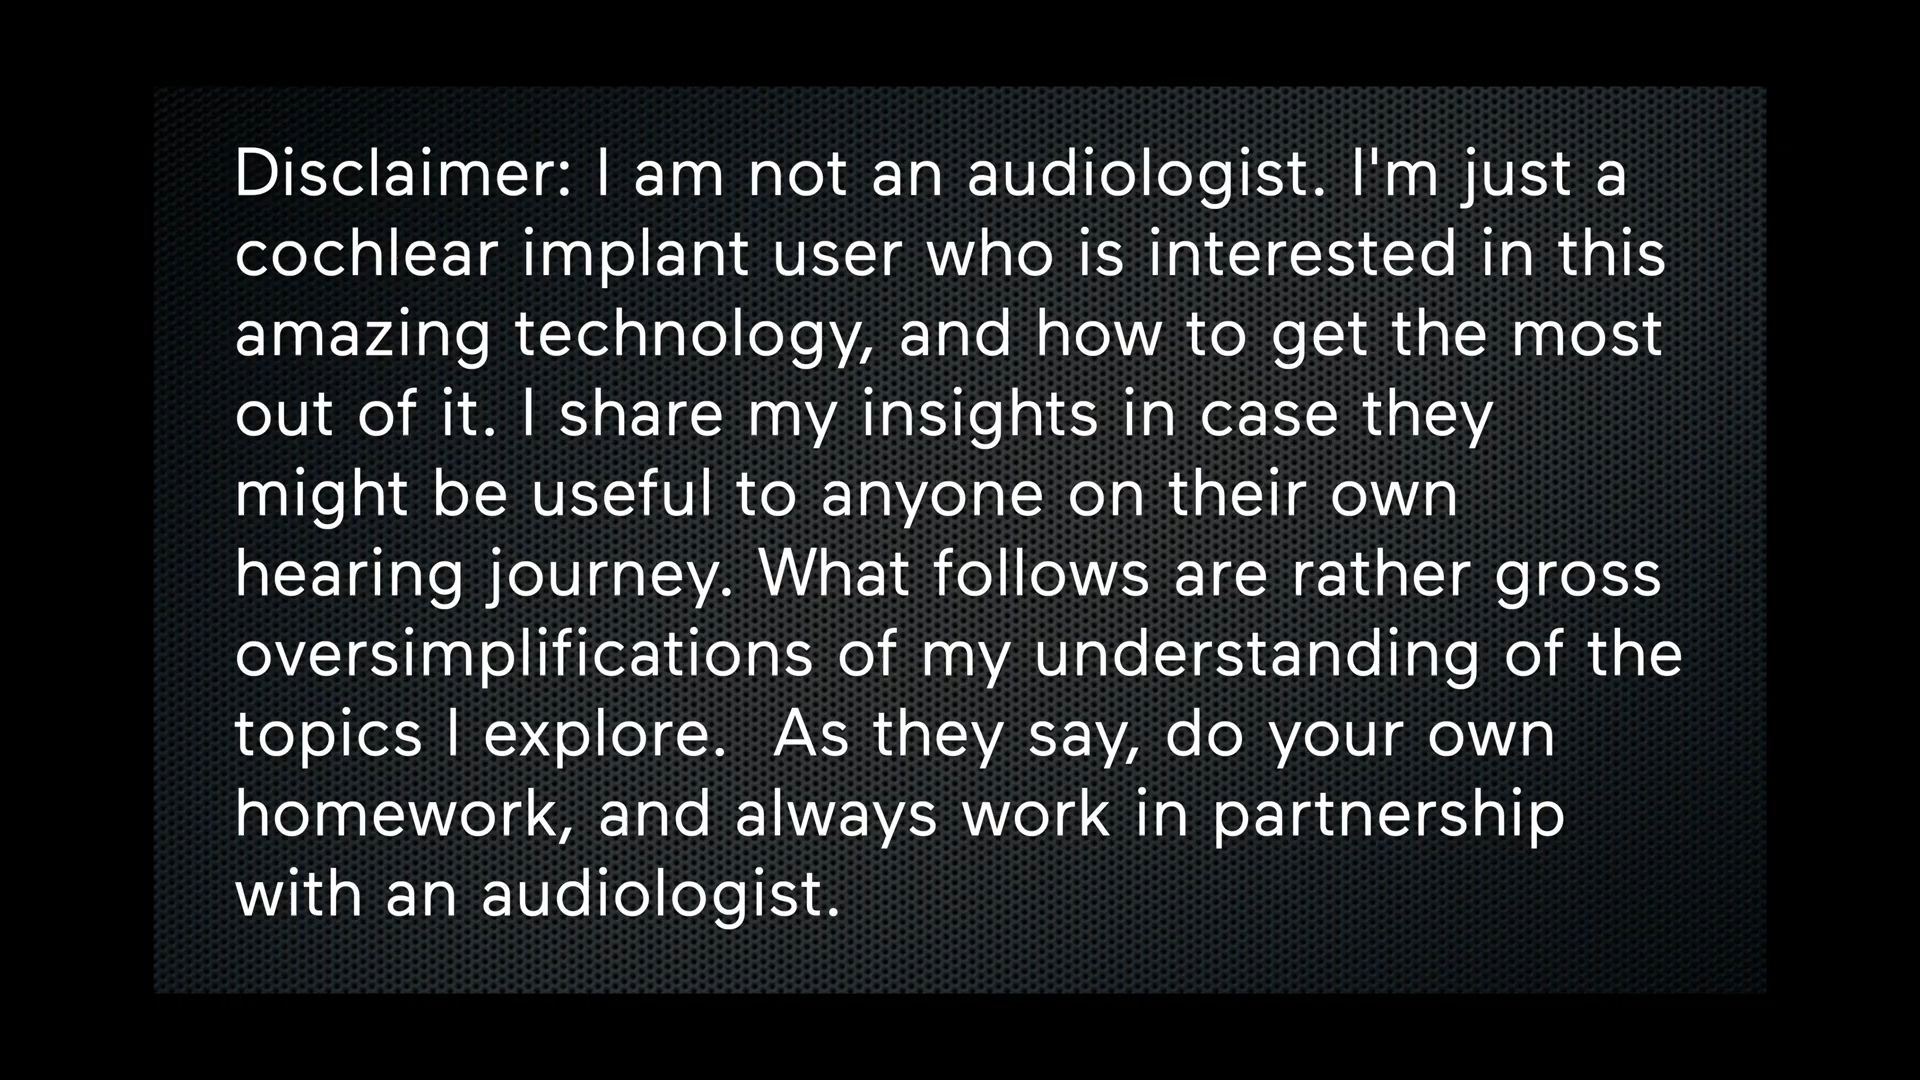 Disclaimer: I am not an audiologist. I'm just a
cochlear implant user who is interested in this
amazing technology, and how to get the most
out of it. I share my insights in case they
might be useful to anyone on their own
hearing journey. What follows are rather gross
oversimplifications of my understanding of the
topics I explore.  As they say, do your own
homework, and always work in partnership
with an audiologist.